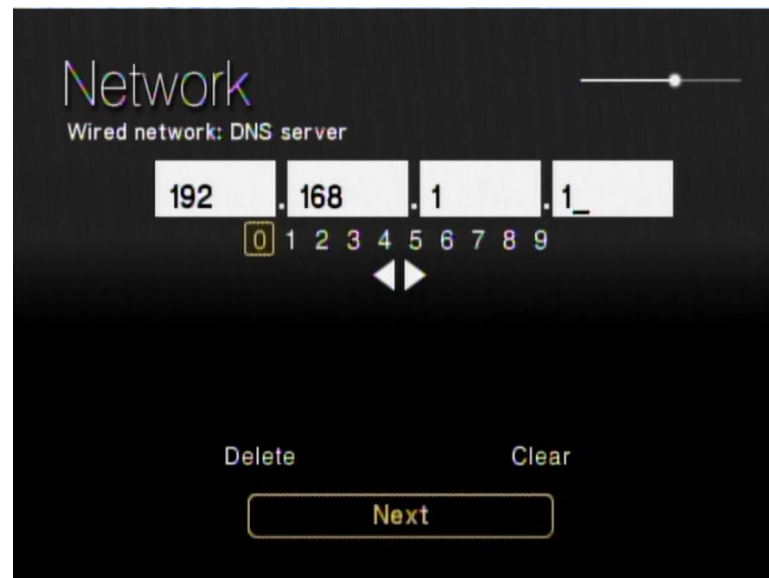 Network
Wired network: DNS server
192 . 168 . 1 . 1_
0 1 2 3 4 5 6 7 8 9
Delete Clear
Next